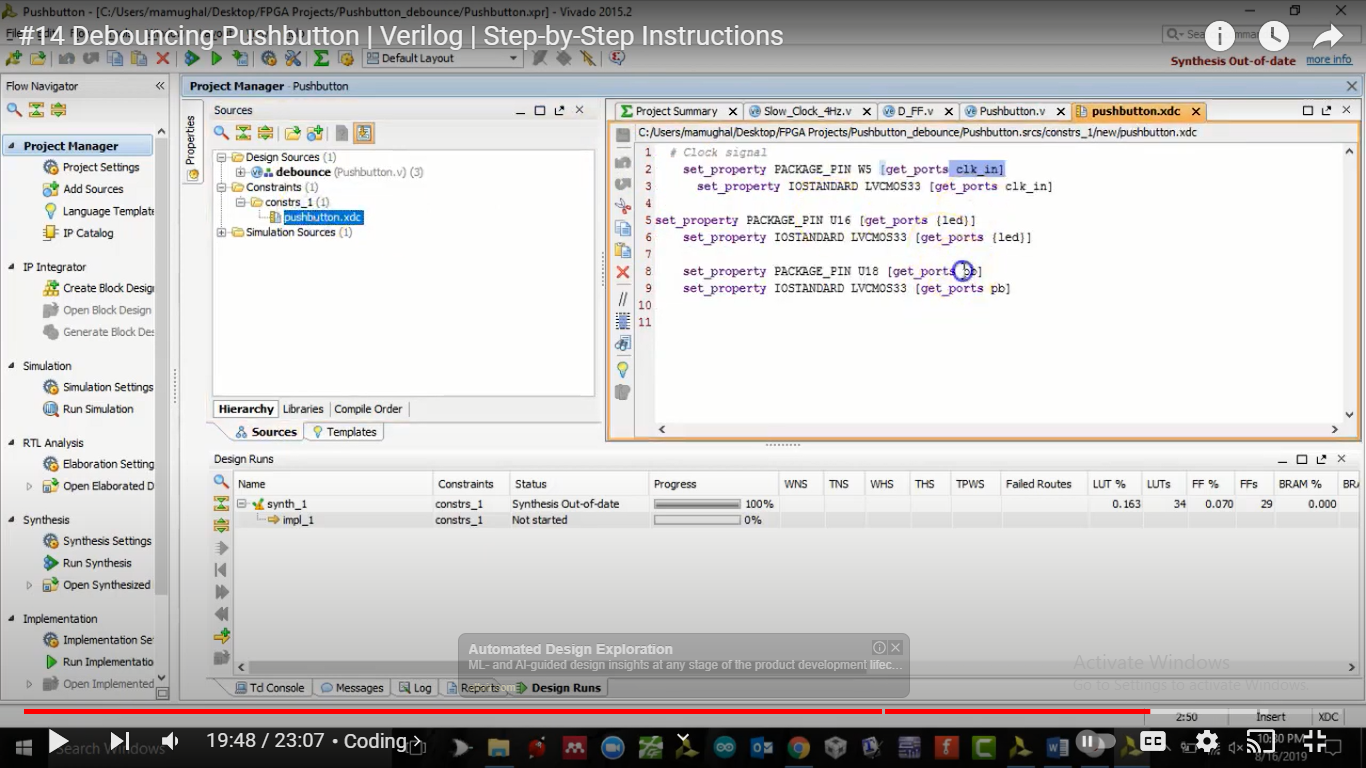 Pushbutton - [C:/Users/mamughal/Desktop/FPGA Projects/Pushbutton_debounce/Pushbutton.xpr] - Vivado 2015.2
#14 Debouncing Pushbutton | Verilog | Step-by-Step Instructions
Default Layout
Synthesis Out-of-date more info
Flow Navigator
Project Manager
Project Settings
Add Sources
Language Templat
IP Catalog
IP Integrator
Create Block Desig
Open Block Design
Generate Block Des
Simulation
Simulation Settings
Run Simulation
RTL Analysis
Elaboration Setting
Open Elaborated D
Synthesis
Synthesis Settings
Run Synthesis
Open Synthesized
Implementation
Implementation Se
Run Implementatio
Open Implemented
Project Manager - Pushbutton
Properties
Sources
Design Sources (1)
debounce (Pushbutton.v) (3)
Constraints (1)
constrs_1 (1)
pushbutton.xdc
Simulation Sources (1)
Hierarchy Libraries Compile Order
Sources Templates
Project Summary Slow_Clock_4Hz.v D_FF.v Pushbutton.v pushbutton.xdc
C:/Users/mamughal/Desktop/FPGA Projects/Pushbutton_debounce/Pushbutton.srcs/constrs_1/new/pushbutton.xdc
1 # Clock signal
2 set_property PACKAGE_PIN W5 [get_ports clk_in]
3 set_property IOSTANDARD LVCMOS33 [get_ports clk_in]
4
5 set_property PACKAGE_PIN U16 [get_ports {led}]
6 set_property IOSTANDARD LVCMOS33 [get_ports {led}]
7
8 set_property PACKAGE_PIN U18 [get_ports pb]
9 set_property IOSTANDARD LVCMOS33 [get_ports pb]
10
11
Design Runs
Name Constraints Status Progress WNS TNS WHS THS TPWS Failed Routes LUT % LUTs FF % FFs BRAM % BRA
synth_1 constrs_1 Synthesis Out-of-date 100% 0.163 34 0.070 29 0.000
impl_1 constrs_1 Not started 0%
Automated Design Exploration
ML- and AI-guided design insights at any stage of the product development lifec...
Activate Windows
Go to Settings to activate Windows.
Tcl Console Messages Log Reports Design Runs
2:50 Insert XDC
Search Windows
19:48 / 23:07 • Coding
CC
10:30 PM
8/16/2019